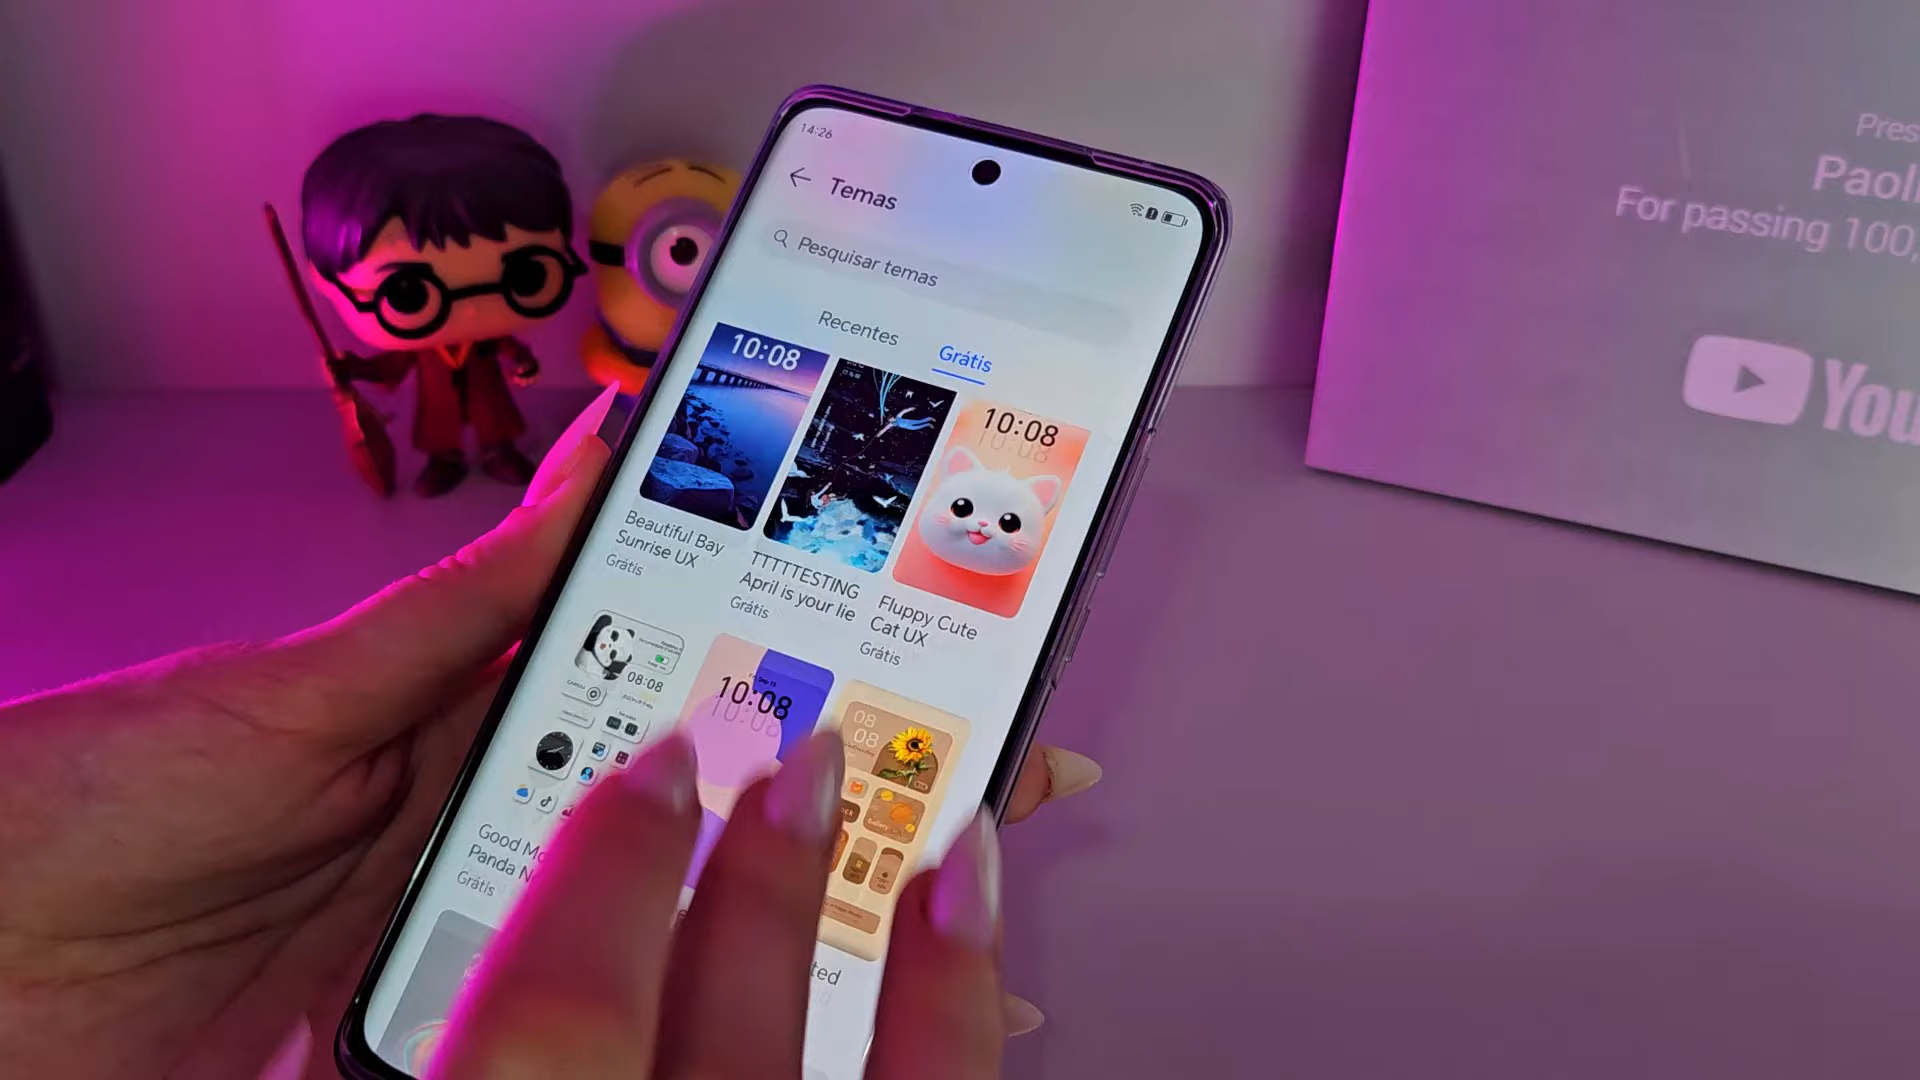 14:26
Temas
Pesquisar temas
Recentes
Grátis
10:08
10:08
Beautiful Bay
Sunrise UX
Grátis
TTTTTESTING
April is your lie
Grátis
Fluppy Cute
Cat UX
Grátis
08:08
10:08
08
08
Good Mo
Panda N
Grátis
ted
Pres
Paoli
For passing 100,
You